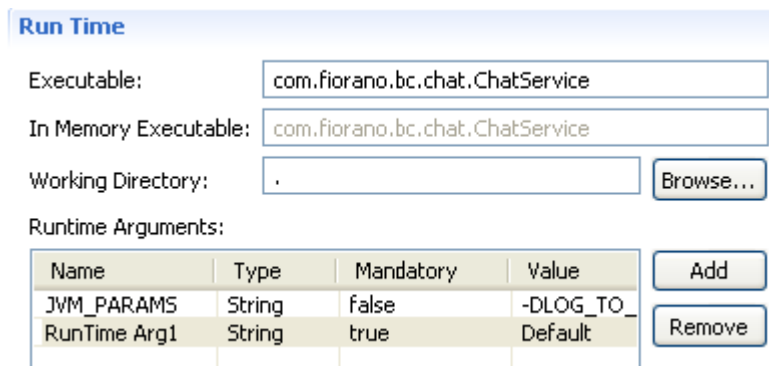 Run Time
Executable: com.fiorano.bc.chat.ChatService
In Memory Executable: com.fiorano.bc.chat.ChatService
Working Directory: . Browse...
Runtime Arguments:
Name Type Mandatory Value Add
JVM_PARAMS String false -DLOG_TO_
RunTime Arg1 String true Default Remove